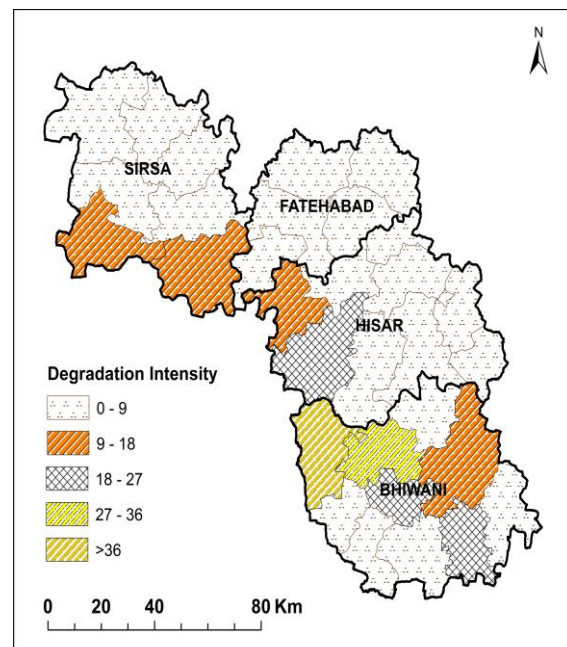 N
SIRSA
FATEHABAD
HISAR
BHIWANI
Degradation Intensity
0 - 9
9 - 18
18 - 27
27 - 36
>36
0 20 40 80 Km